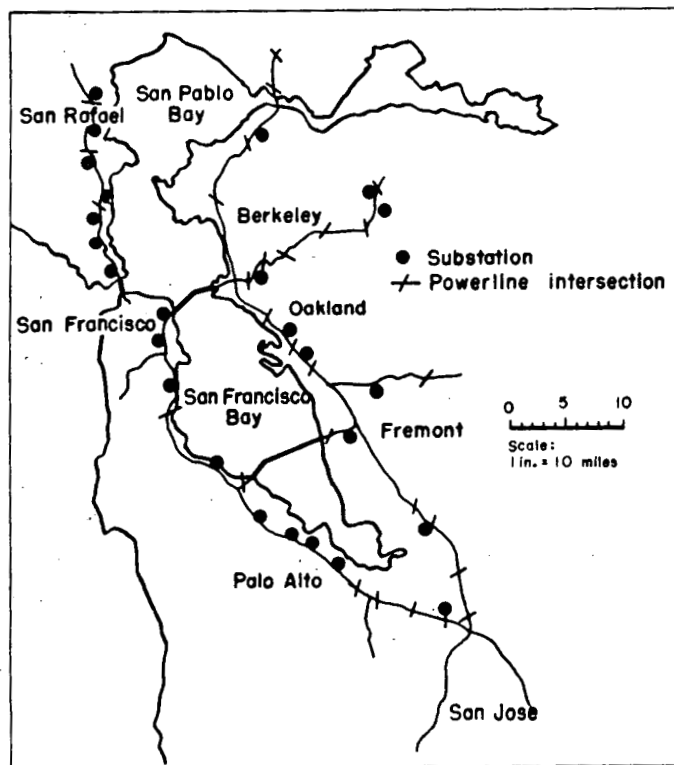 San Pablo
Bay
San Rafael
Berkeley
Substation
Powerline intersection
Oakland
San Francisco
San Francisco
Bay
Fremont
0 5 10
Scale:
1 in. = 10 miles
Palo Alto
San Jose